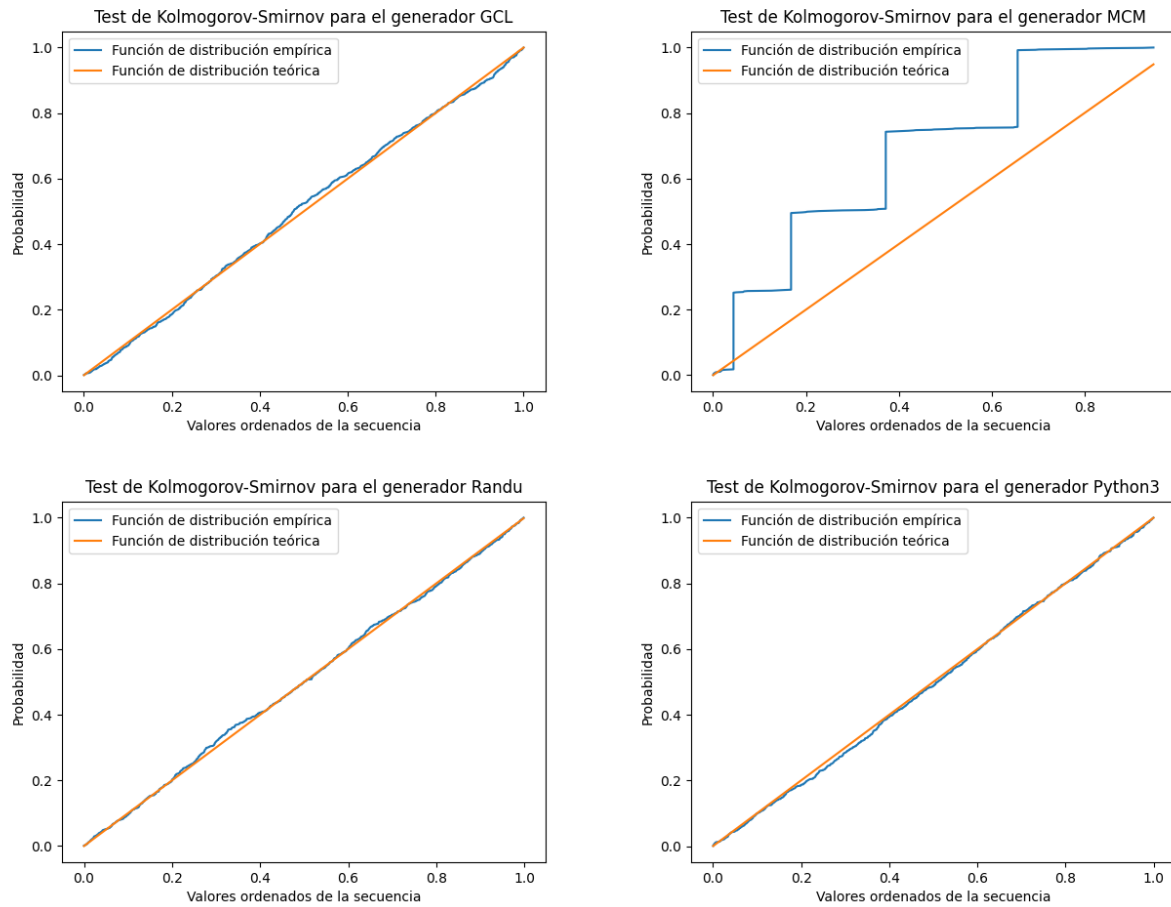 Test de Kolmogorov-Smirnov para el generador GCL
Función de distribución empírica
Función de distribución teórica
1.0
0.8
0.6
0.4
0.2
0.0
Probabilidad
0.0 0.2 0.4 0.6 0.8 1.0
Valores ordenados de la secuencia
Test de Kolmogorov-Smirnov para el generador MCM
Función de distribución empírica
Función de distribución teórica
1.0
0.8
0.6
0.4
0.2
0.0
Probabilidad
0.0 0.2 0.4 0.6 0.8
Valores ordenados de la secuencia
Test de Kolmogorov-Smirnov para el generador Randu
Función de distribución empírica
Función de distribución teórica
1.0
0.8
0.6
0.4
0.2
0.0
Probabilidad
0.0 0.2 0.4 0.6 0.8 1.0
Valores ordenados de la secuencia
Test de Kolmogorov-Smirnov para el generador Python3
Función de distribución empírica
Función de distribución teórica
1.0
0.8
0.6
0.4
0.2
0.0
Probabilidad
0.0 0.2 0.4 0.6 0.8 1.0
Valores ordenados de la secuencia